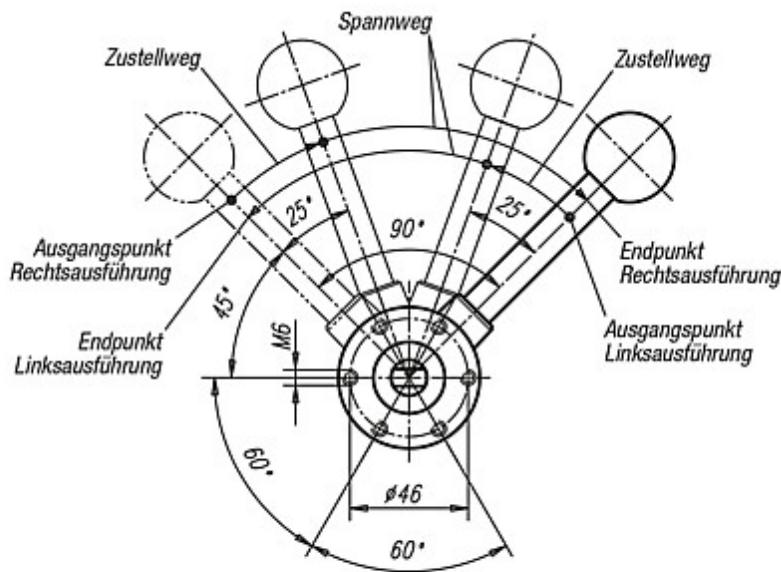 Spannweg
Zustellweg
Zustellweg
25°
25°
90°
Ausgangspunkt
Rechtsausführung
Endpunkt
Rechtsausführung
45°
Endpunkt
Linksausführung
M6
Ausgangspunkt
Linksausführung
60°
ø46
60°